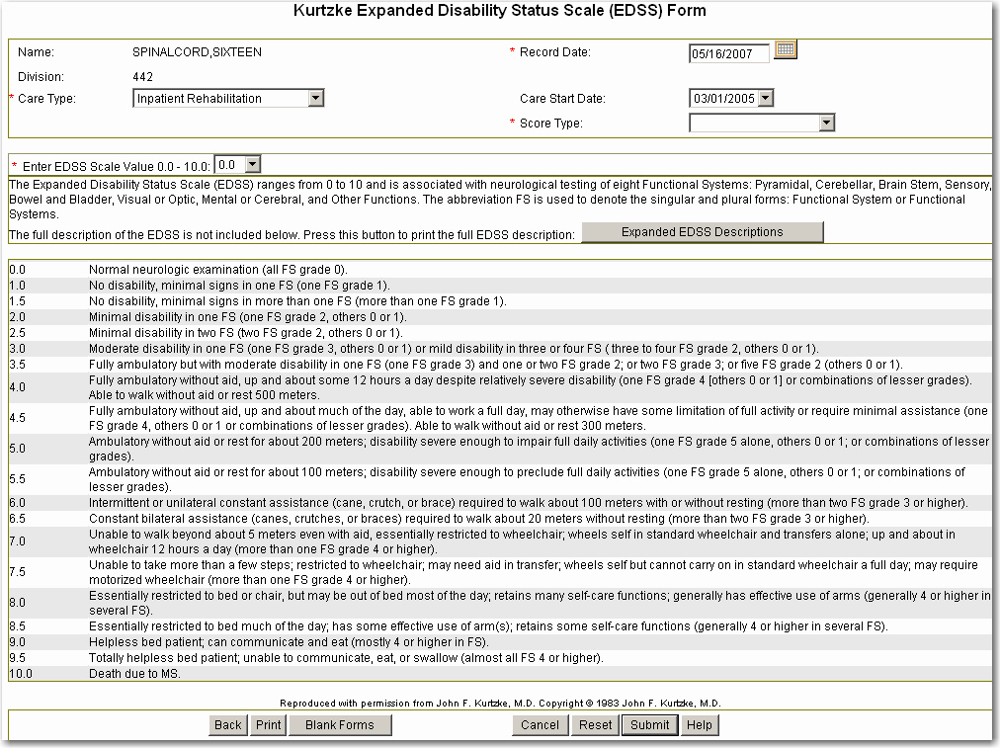 Kurtzke Expanded Disability Status Scale (EDSS) Form
Name: SPINALCORD,SIXTEEN * Record Date: 05/16/2007
Division: 442
* Care Type: Inpatient Rehabilitation Care Start Date: 03/01/2005
* Score Type:
* Enter EDSS Scale Value 0.0 - 10.0: 0.0
The Expanded Disability Status Scale (EDSS) ranges from 0 to 10 and is associated with neurological testing of eight Functional Systems: Pyramidal, Cerebellar, Brain Stem, Sensory,
Bowel and Bladder, Visual or Optic, Mental or Cerebral, and Other Functions. The abbreviation FS is used to denote the singular and plural forms: Functional System or Functional
Systems.
The full description of the EDSS is not included below. Press this button to print the full EDSS description: Expanded EDSS Descriptions
0.0 Normal neurologic examination (all FS grade 0).
1.0 No disability, minimal signs in one FS (one FS grade 1).
1.5 No disability, minimal signs in more than one FS (more than one FS grade 1).
2.0 Minimal disability in one FS (one FS grade 2, others 0 or 1).
2.5 Minimal disability in two FS (two FS grade 2, others 0 or 1).
3.0 Moderate disability in one FS (one FS grade 3, others 0 or 1) or mild disability in three or four FS ( three to four FS grade 2, others 0 or 1).
3.5 Fully ambulatory but with moderate disability in one FS (one FS grade 3) and one or two FS grade 2; or two FS grade 3; or five FS grade 2 (others 0 or 1).
4.0 Fully ambulatory without aid, up and about some 12 hours a day despite relatively severe disability (one FS grade 4 [others 0 or 1] or combinations of lesser grades).
Able to walk without aid or rest 500 meters.
4.5 Fully ambulatory without aid, up and about much of the day, able to work a full day, may otherwise have some limitation of full activity or require minimal assistance (one
FS grade 4, others 0 or 1 or combinations of lesser grades). Able to walk without aid or rest 300 meters.
5.0 Ambulatory without aid or rest for about 200 meters; disability severe enough to impair full daily activities (one FS grade 5 alone, others 0 or 1; or combinations of lesser
grades).
5.5 Ambulatory without aid or rest for about 100 meters; disability severe enough to preclude full daily activities (one FS grade 5 alone, others 0 or 1; or combinations of
lesser grades).
6.0 Intermittent or unilateral constant assistance (cane, crutch, or brace) required to walk about 100 meters with or without resting (more than two FS grade 3 or higher).
6.5 Constant bilateral assistance (canes, crutches, or braces) required to walk about 20 meters without resting (more than two FS grade 3 or higher).
7.0 Unable to walk beyond about 5 meters even with aid, essentially restricted to wheelchair; wheels self in standard wheelchair and transfers alone; up and about in
wheelchair 12 hours a day (more than one FS grade 4 or higher).
7.5 Unable to take more than a few steps; restricted to wheelchair; may need aid in transfer; wheels self but cannot carry on in standard wheelchair a full day; may require
motorized wheelchair (more than one FS grade 4 or higher).
8.0 Essentially restricted to bed or chair, but may be out of bed most of the day; retains many self-care functions; generally has effective use of arms (generally 4 or higher in
several FS).
8.5 Essentially restricted to bed much of the day; has some effective use of arm(s); retains some self-care functions (generally 4 or higher in several FS).
9.0 Helpless bed patient; can communicate and eat (mostly 4 or higher in FS).
9.5 Totally helpless bed patient; unable to communicate, eat, or swallow (almost all FS 4 or higher).
10.0 Death due to MS.
Reproduced with permission from John F. Kurtzke, M.D. Copyright © 1983 John F. Kurtzke, M.D.
Back Print Blank Forms Cancel Reset Submit Help